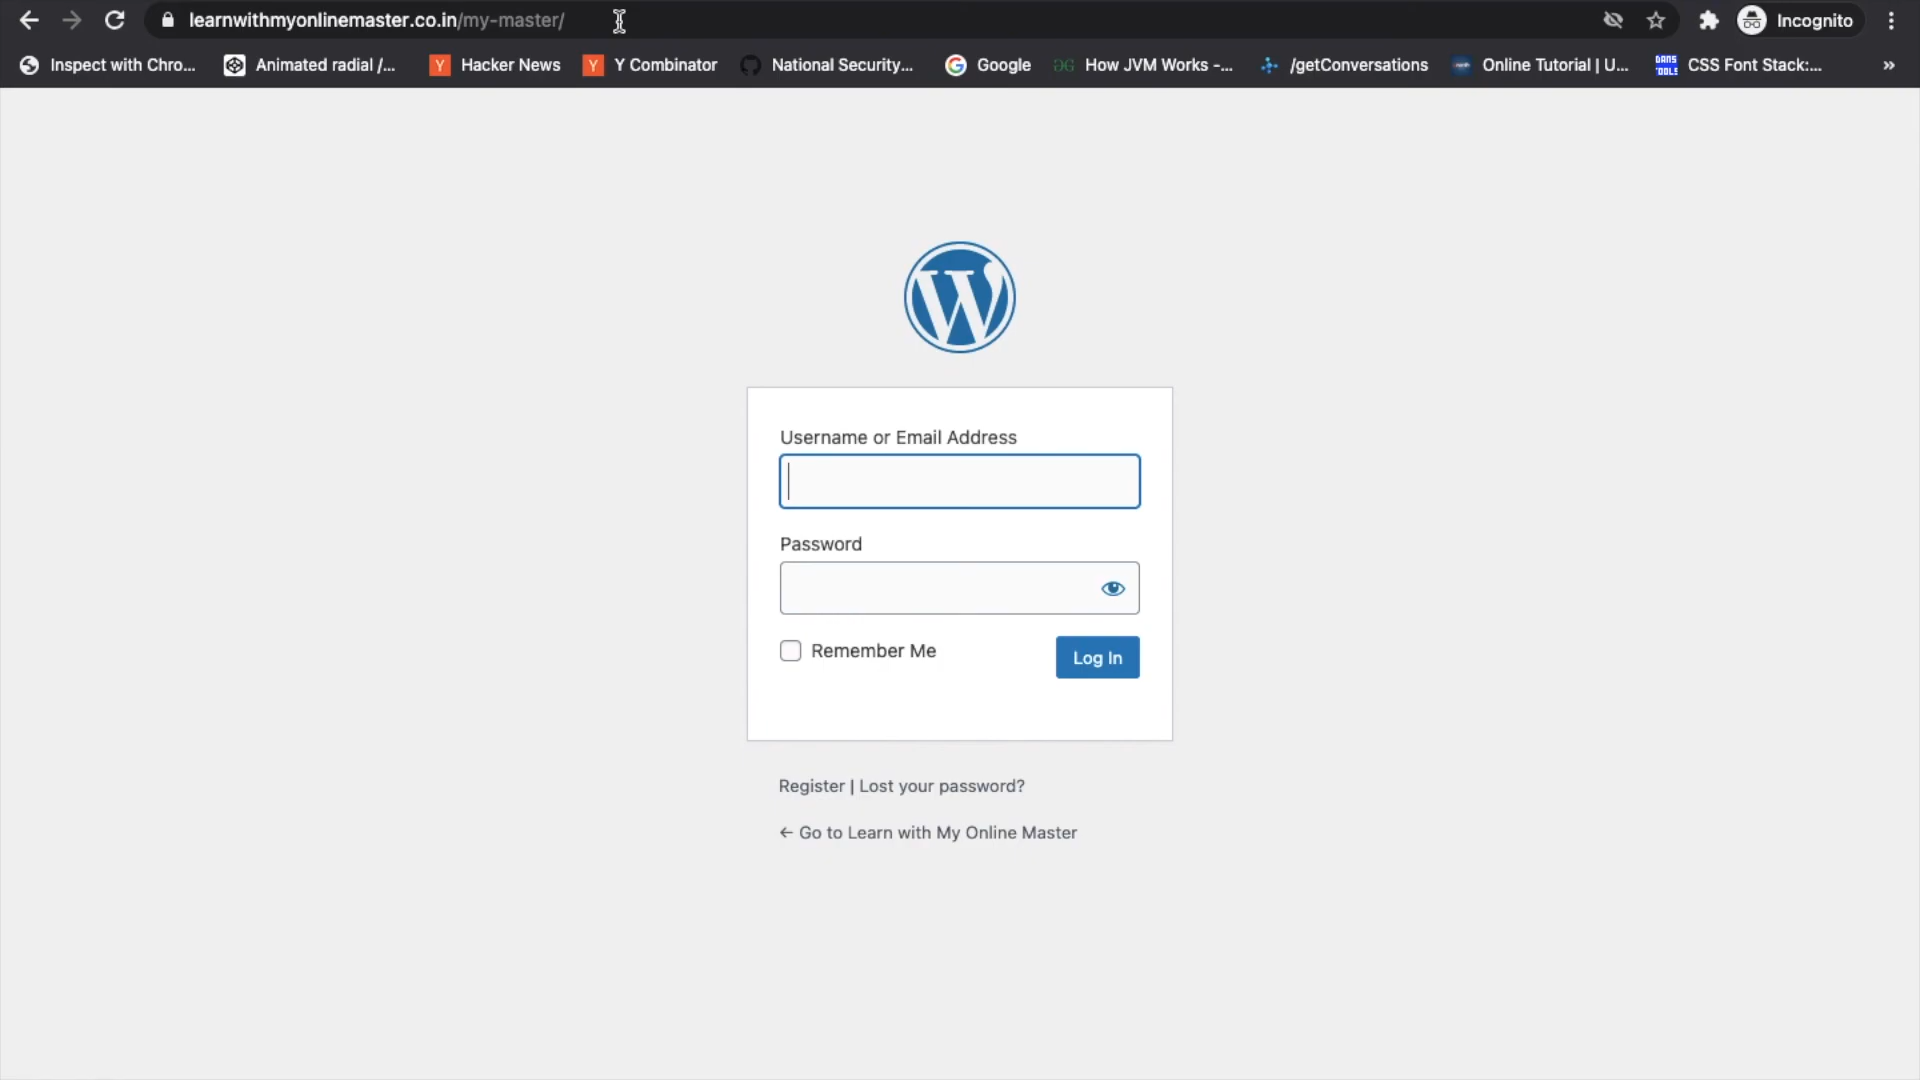 learnwithmyonlinemaster.co.in/my-master/
Incognito
Inspect with Chro...
Animated radial /...
Y Hacker News
Y Y Combinator
National Security...
G Google
GG How JVM Works -...
/getConversations
Online Tutorial | U...
CSS Font Stack:...
»
W
Username or Email Address
Password
Remember Me
Log In
Register | Lost your password?
← Go to Learn with My Online Master